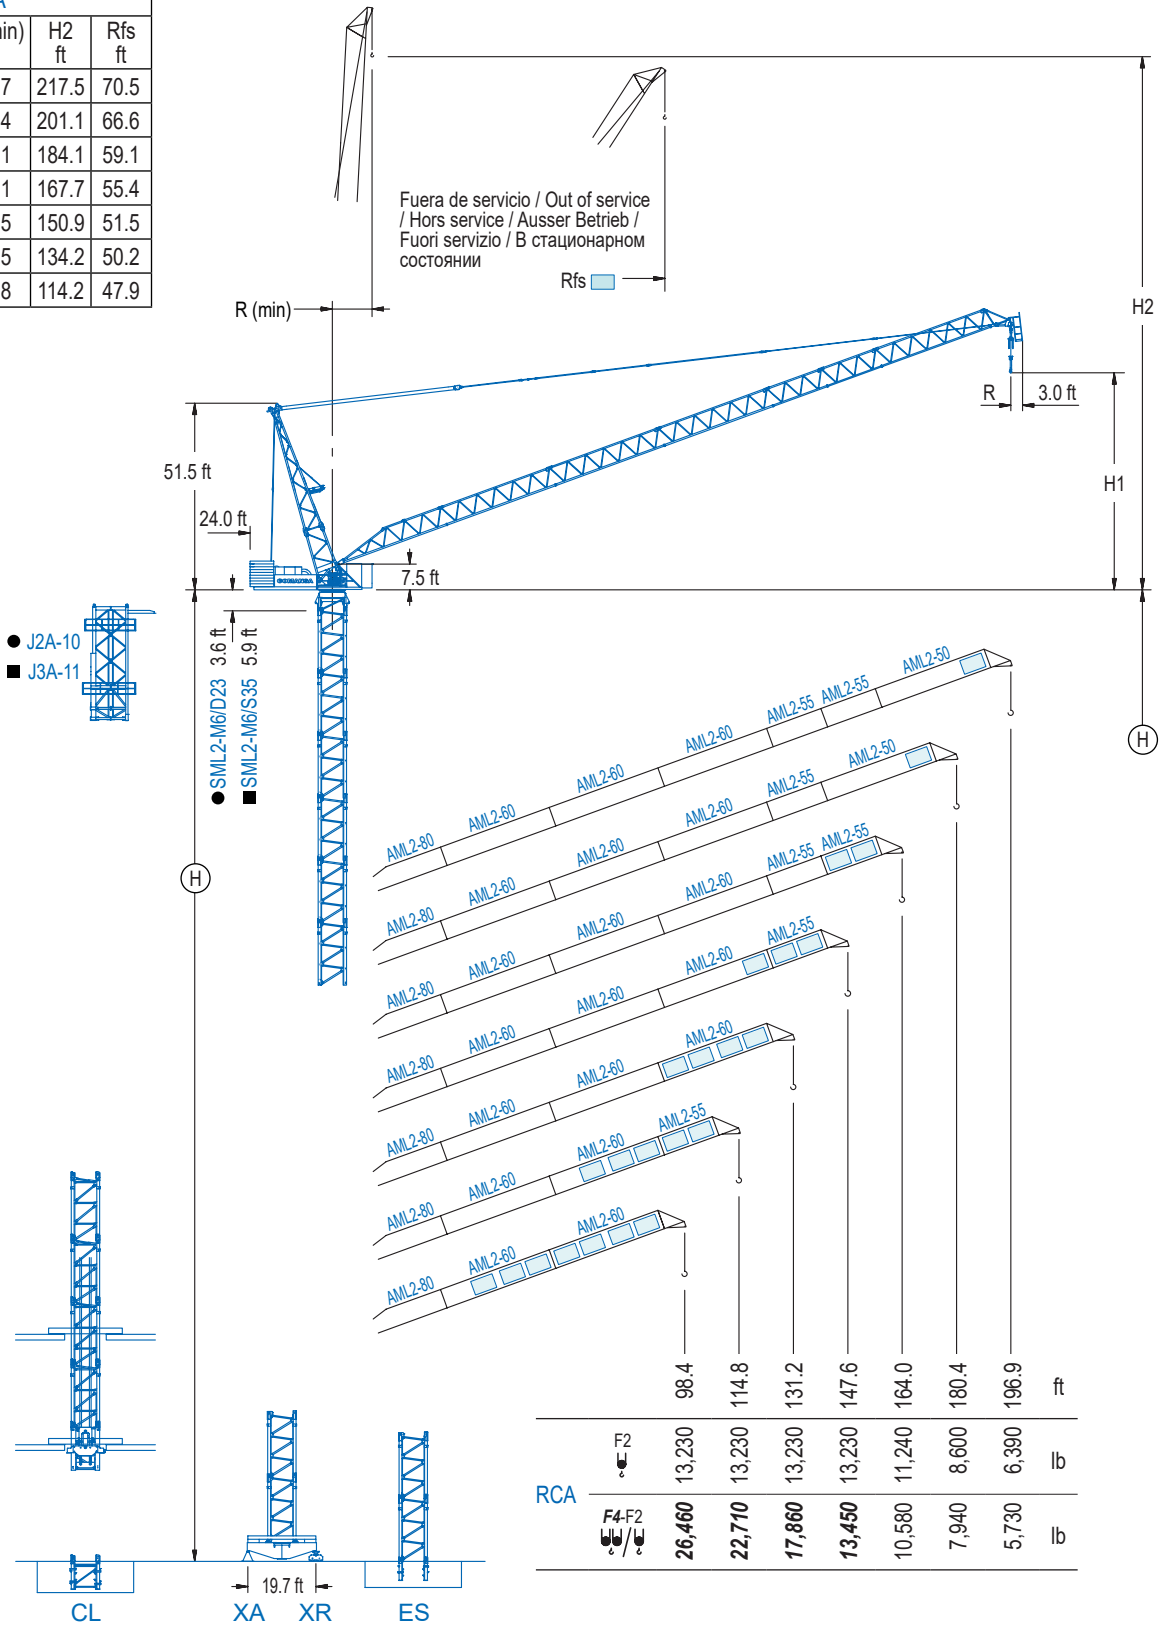 H2 Rfs
ft ft
7 217.5 70.5
4 201.1 66.6
1 184.1 59.1
1 167.7 55.4
5 150.9 51.5
5 134.2 50.2
8 114.2 47.9
Fuera de servicio / Out of service
/ Hors service / Ausser Betrieb /
Fuori servizio / В стационарном
состоянии
Rfs
R (min)
H2
R 3.0 ft
51.5 ft
H1
24.0 ft
COMANSA
7.5 ft
● J2A-10
■ J3A-11
● SML2-M6/D23 3.6 ft
■ SML2-M6/S35 5.9 ft
H
H
AML2-80 AML2-60 AML2-60 AML2-60 AML2-55 AML2-55 AML2-50
AML2-80 AML2-60 AML2-60 AML2-60 AML2-55 AML2-50
AML2-80 AML2-60 AML2-60 AML2-60 AML2-55 AML2-55
AML2-80 AML2-60 AML2-60 AML2-60 AML2-55
AML2-80 AML2-60 AML2-60 AML2-60
AML2-80 AML2-60 AML2-60 AML2-55
AML2-80 AML2-60 AML2-60
98.4 114.8 131.2 147.6 164.0 180.4 196.9 ft
RCA
F2 13,230 13,230 13,230 13,230 11,240 8,600 6,390 lb
F4-F2 26,460 22,710 17,860 13,450 10,580 7,940 5,730 lb
19.7 ft
CL XA XR ES